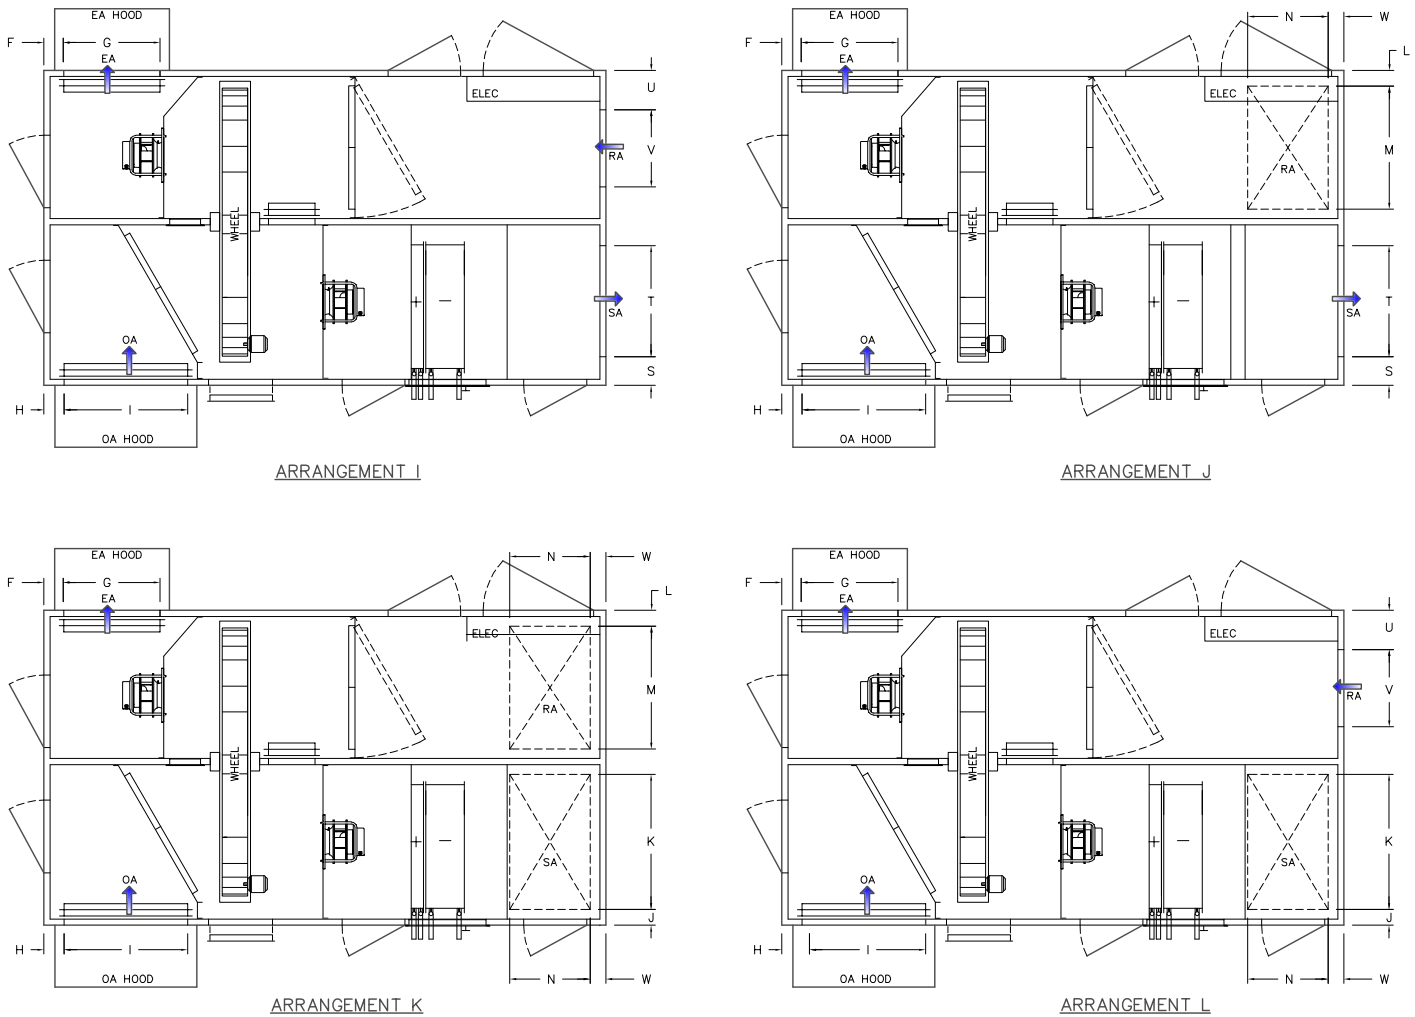 EA HOOD
F G
EA
U
ELEC
V
RA
WHEEL
T
SA
OA
S
H I
OA HOOD
ARRANGEMENT I
EA HOOD
N W
F G
L
EA
ELEC
M
RA
WHEEL
T
SA
OA
S
H I
OA HOOD
ARRANGEMENT J
EA HOOD
N W
F G
L
EA
ELEC
M
RA
WHEEL
K
SA
OA
J
H I
OA HOOD
N W
ARRANGEMENT K
EA HOOD
F G
EA
U
ELEC
V
RA
WHEEL
K
SA
OA
J
H I
OA HOOD
N W
ARRANGEMENT L